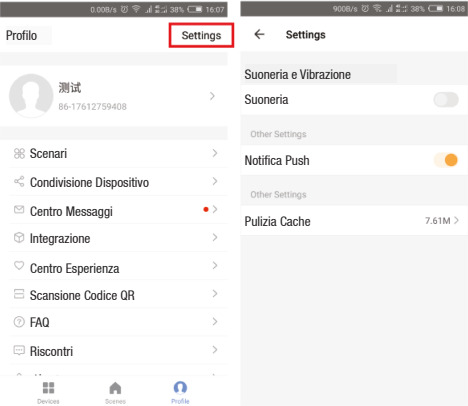 0.00B/s 38% 16:07
Profilo Settings
测试
86-17612759408
Scenari
Condivisione Dispositivo
Centro Messaggi
Integrazione
Centro Esperienza
Scansione Codice QR
FAQ
Riscontri
Devices Scenes Profile
900B/s 38% 16:08
Settings
Suoneria e Vibrazione
Suoneria
Other Settings
Notifica Push
Other Settings
Pulizia Cache 7.61M